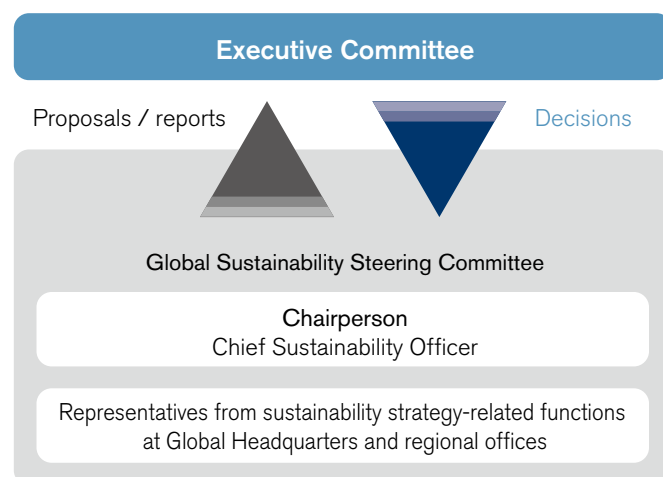 Executive Committee
Proposals / reports
Decisions
Global Sustainability Steering Committee
Chairperson
Chief Sustainability Officer
Representatives from sustainability strategy-related functions
at Global Headquarters and regional offices